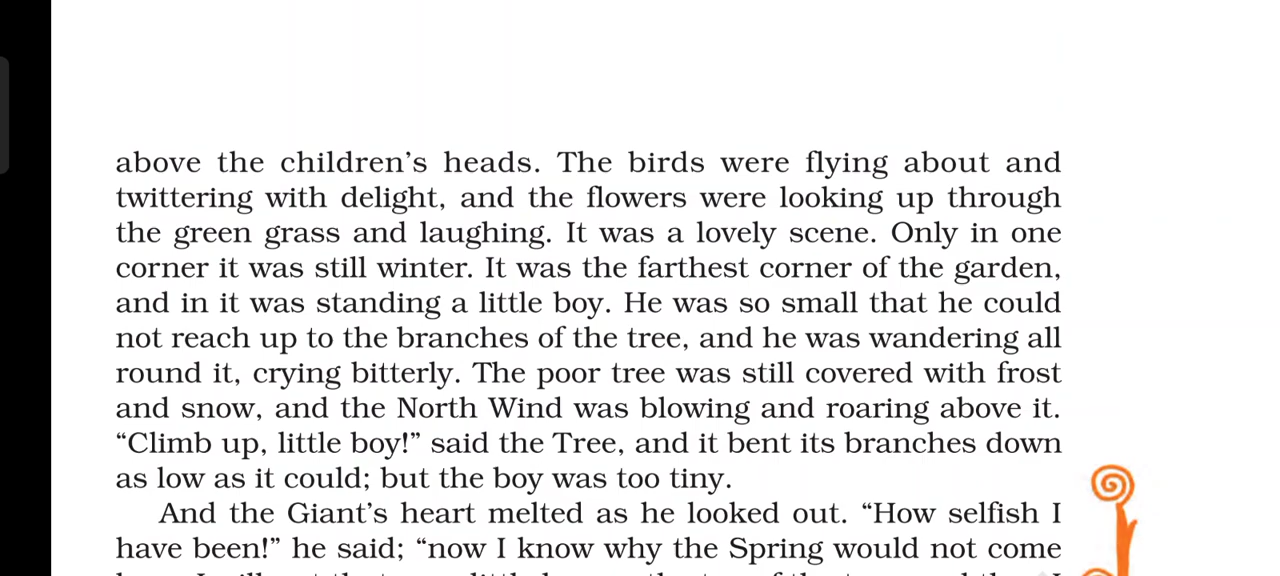 above the children’s heads. The birds were flying about and
twittering with delight, and the flowers were looking up through
the green grass and laughing. It was a lovely scene. Only in one
corner it was still winter. It was the farthest corner of the garden,
and in it was standing a little boy. He was so small that he could
not reach up to the branches of the tree, and he was wandering all
round it, crying bitterly. The poor tree was still covered with frost
and snow, and the North Wind was blowing and roaring above it.
“Climb up, little boy!” said the Tree, and it bent its branches down
as low as it could; but the boy was too tiny.
And the Giant’s heart melted as he looked out. “How selfish I
have been!” he said; “now I know why the Spring would not come